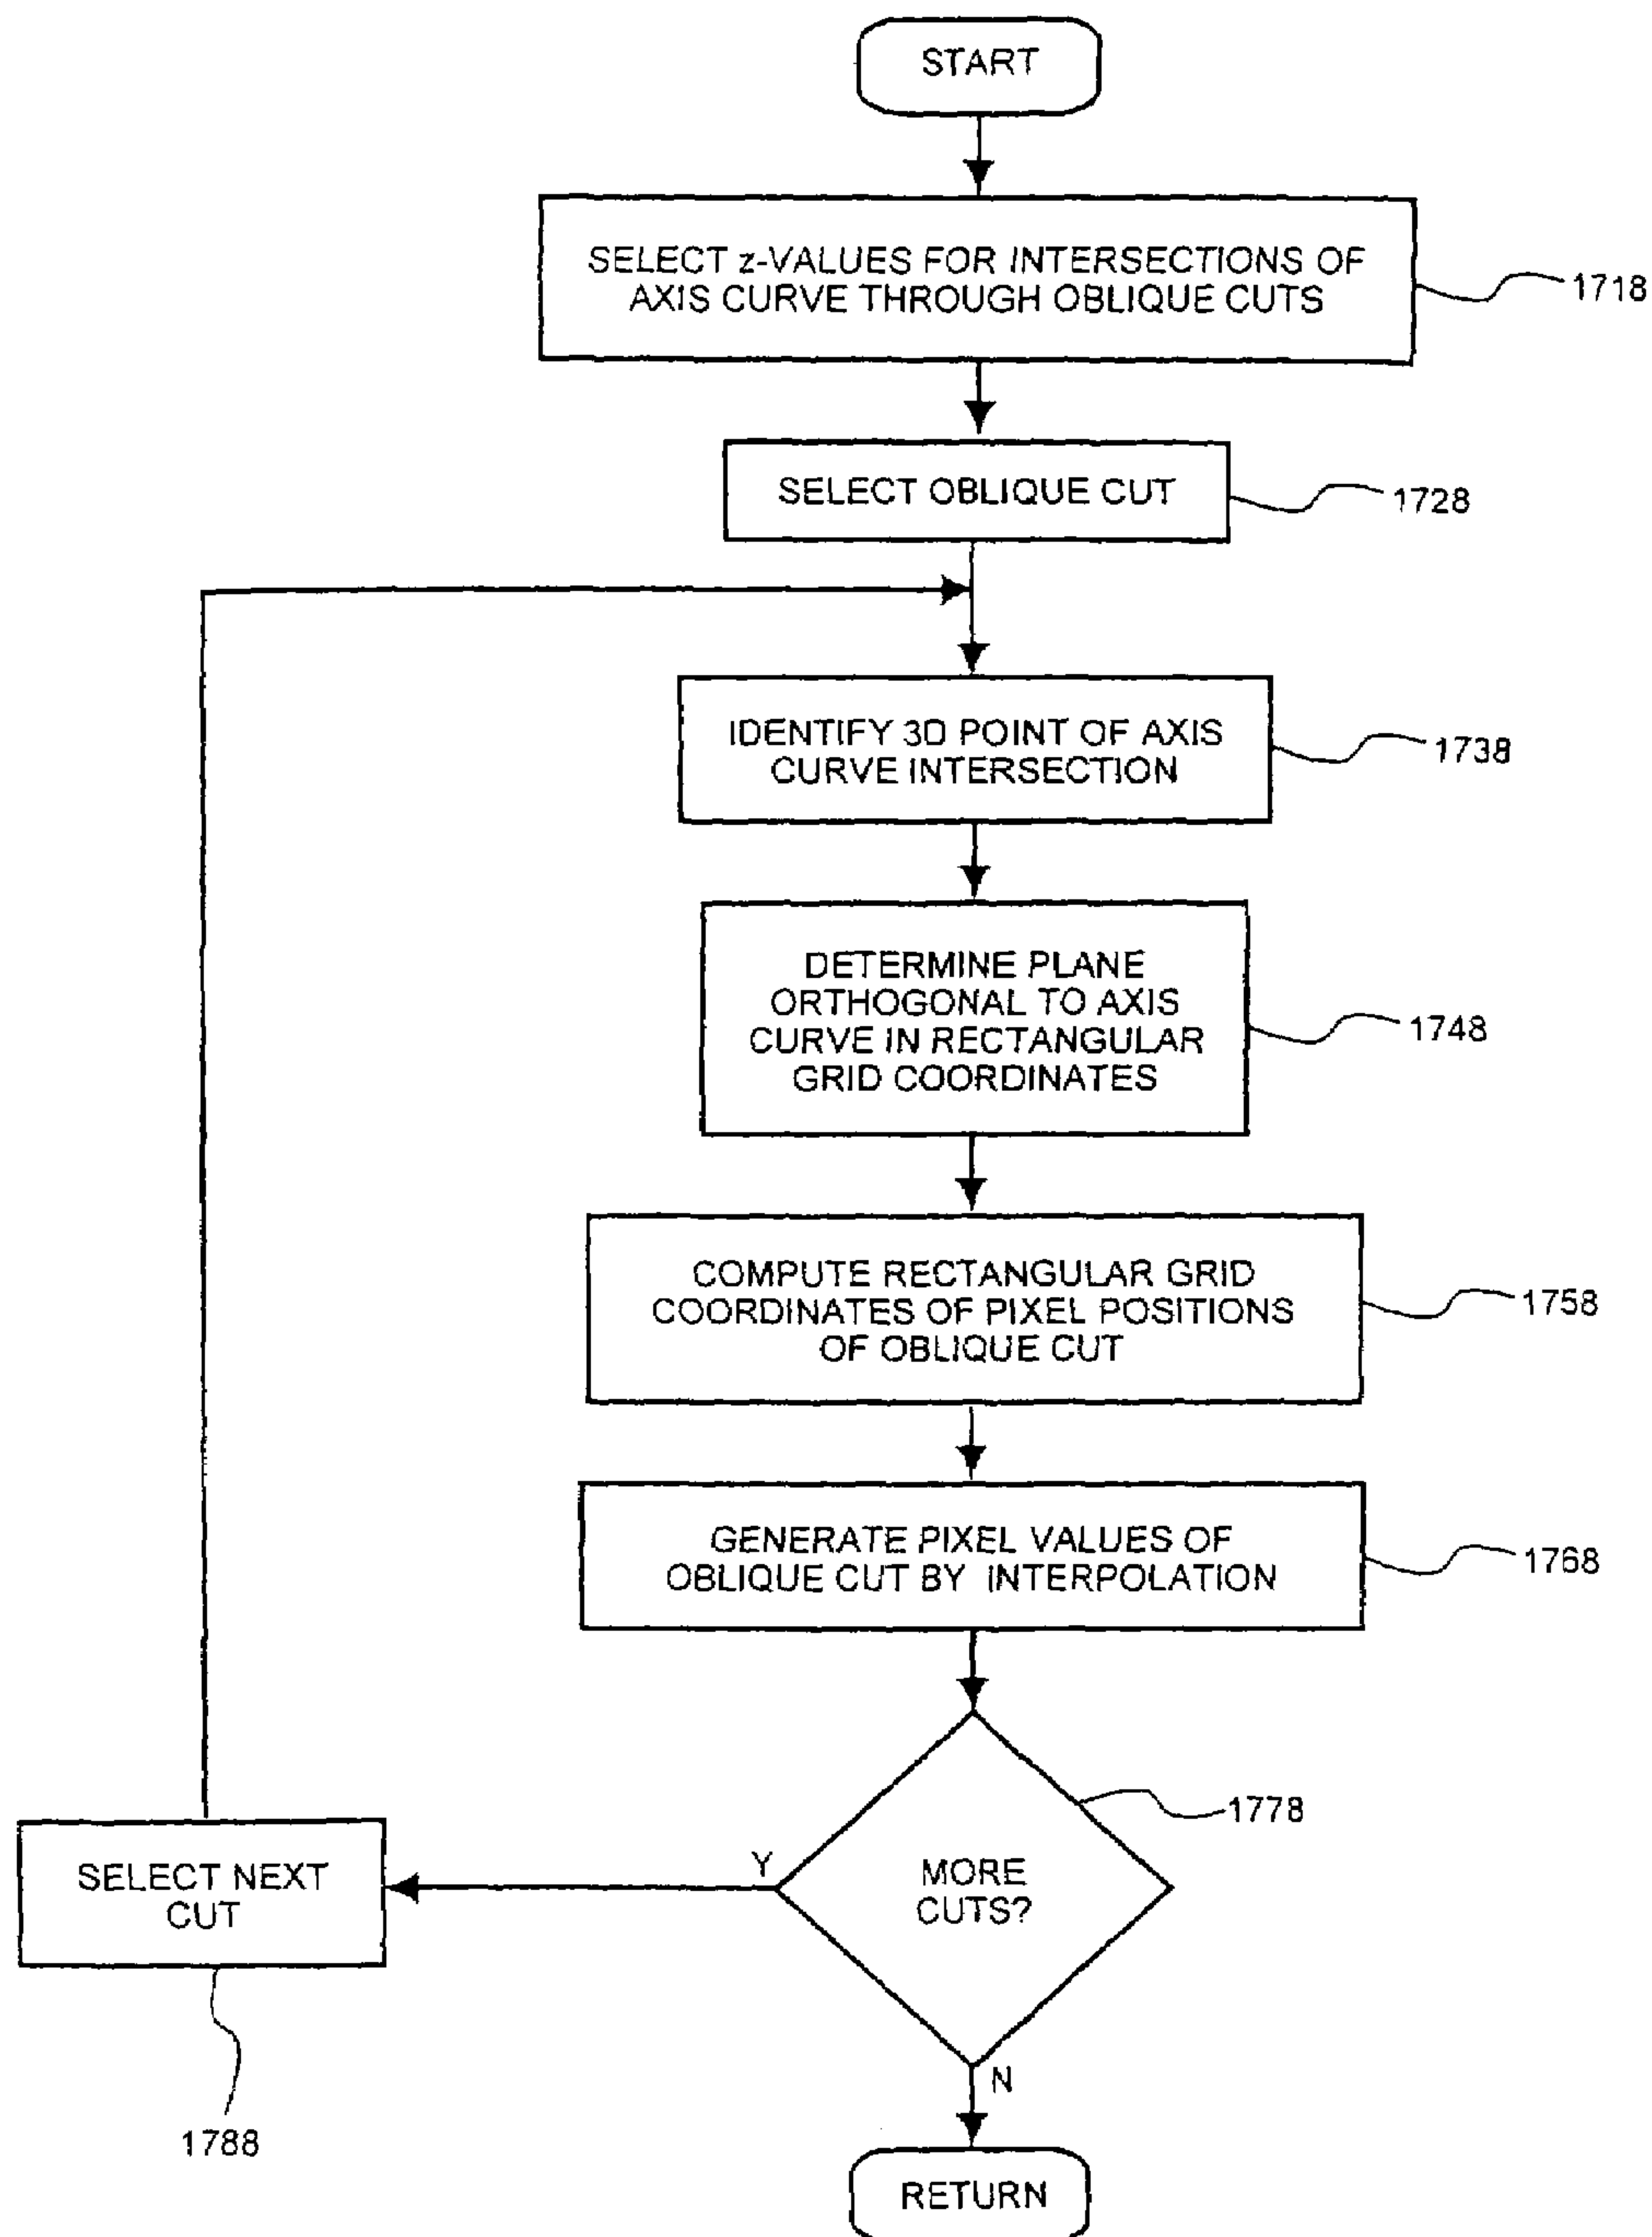 START
SELECT z-VALUES FOR INTERSECTIONS OF
AXIS CURVE THROUGH OBLIQUE CUTS
1718
SELECT OBLIQUE CUT
1728
IDENTIFY 3D POINT OF AXIS
CURVE INTERSECTION
1738
DETERMINE PLANE
ORTHOGONAL TO AXIS
CURVE IN RECTANGULAR
GRID COORDINATES
1748
COMPUTE RECTANGULAR GRID
COORDINATES OF PIXEL POSITIONS
OF OBLIQUE CUT
1758
GENERATE PIXEL VALUES OF
OBLIQUE CUT BY INTERPOLATION
1768
1778
MORE
CUTS?
Y
SELECT NEXT
CUT
1788
N
RETURN